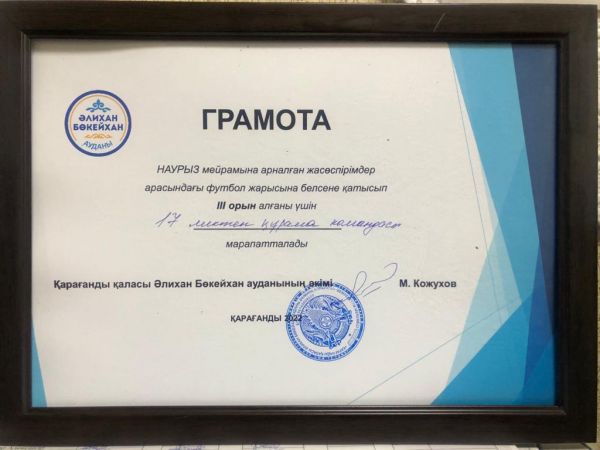 ӘЛИХАН
БӨКЕЙХАН
АУДАНЫ
ГРАМОТА
НАУРЫЗ мейрамына арналған жасөспірімдер
арасындағы футбол жарысына белсене қатысып
III орын алғаны үшін
17 мектеп құрама командасы
марапатталады
Қарағанды қаласы Әлихан Бөкейхан ауданының әкімі М. Кожухов
ҚАРАҒАНДЫ 2022